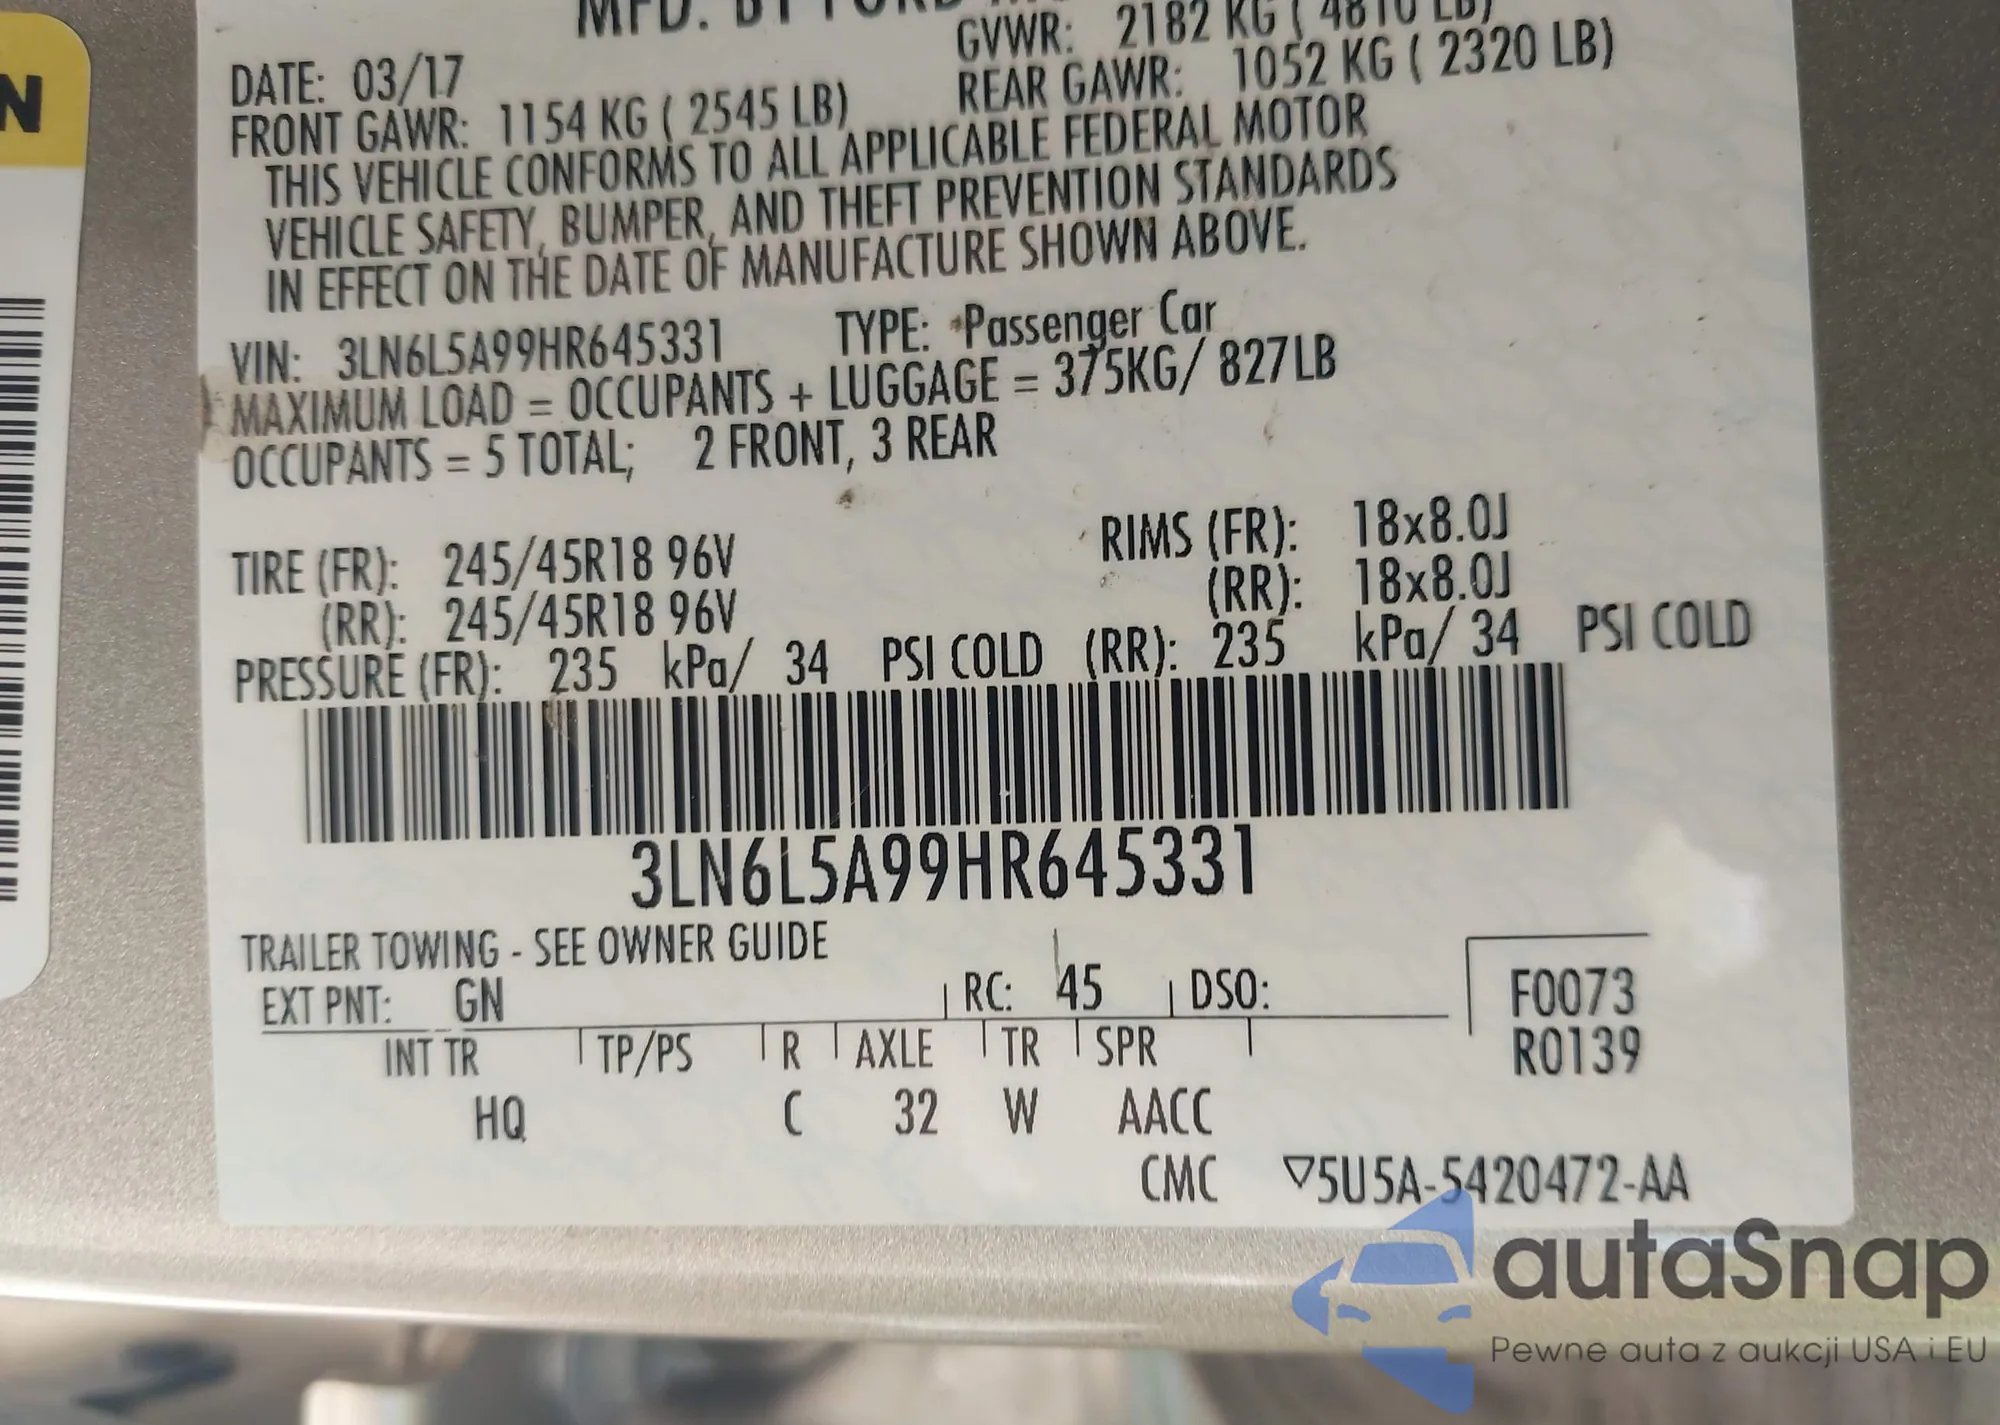 N
MFD. BY FORD
GVWR: 2182 KG ( 4810 LB)
DATE: 03/17
FRONT GAWR: 1154 KG ( 2545 LB) REAR GAWR: 1052 KG ( 2320 LB)
THIS VEHICLE CONFORMS TO ALL APPLICABLE FEDERAL MOTOR
VEHICLE SAFETY, BUMPER, AND THEFT PREVENTION STANDARDS
IN EFFECT ON THE DATE OF MANUFACTURE SHOWN ABOVE.
VIN: 3LN6L5A99HR645331 TYPE: Passenger Car
MAXIMUM LOAD = OCCUPANTS + LUGGAGE = 375KG/ 827LB
OCCUPANTS = 5 TOTAL; 2 FRONT, 3 REAR
TIRE (FR): 245/45R18 96V RIMS (FR): 18x8.0J
(RR): 245/45R18 96V (RR): 18x8.0J
PRESSURE (FR): 235 kPa/ 34 PSI COLD (RR): 235 kPa/ 34 PSI COLD
3LN6L5A99HR645331
TRAILER TOWING - SEE OWNER GUIDE
EXT PNT: GN RC: 45 DSO: F0073
INT TR TP/PS R AXLE TR SPR R0139
HQ C 32 W AACC
CMC ▽5U5A-5420472-AA
autaSnap
Pewne auta z aukcji USA i EU